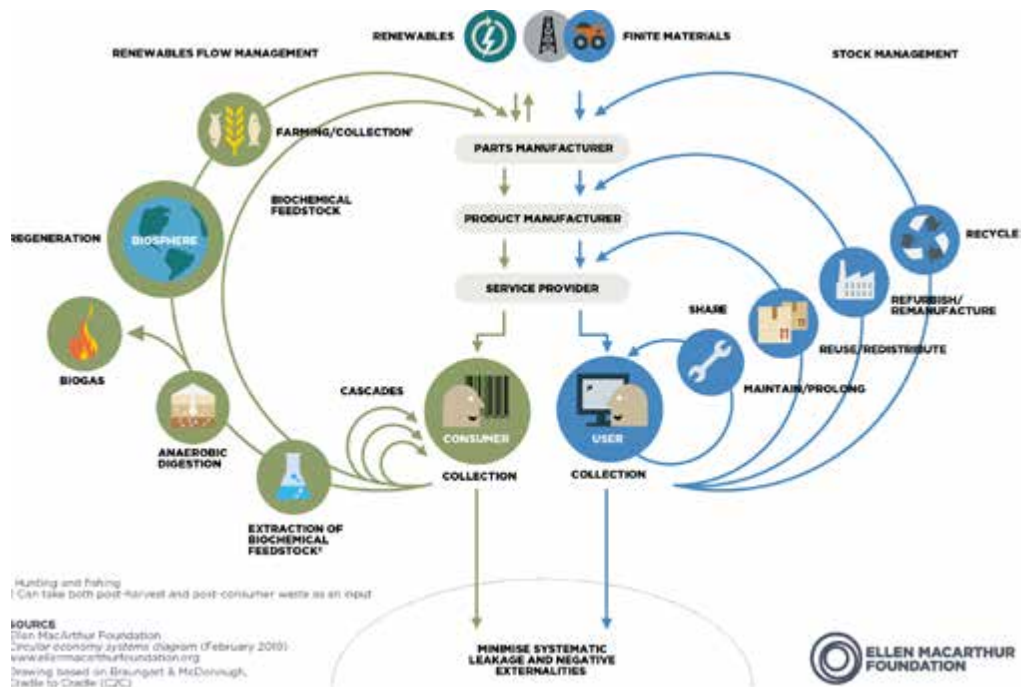 RENEWABLES
FINITE MATERIALS
RENEWABLES FLOW MANAGEMENT
STOCK MANAGEMENT
FARMING/COLLECTION¹
PARTS MANUFACTURER
BIOCHEMICAL
FEEDSTOCK
REGENERATION
BIOSPHERE
PRODUCT MANUFACTURER
RECYCLE
SERVICE PROVIDER
REFURBISH/
REMANUFACTURE
SHARE
REUSE/REDISTRIBUTE
BIOGAS
CASCADES
MAINTAIN/PROLONG
CONSUMER
USER
ANAEROBIC
DIGESTION
COLLECTION
COLLECTION
EXTRACTION OF
BIOCHEMICAL
FEEDSTOCK²
Hunting and fishing
Can take both post-harvest and post-consumer waste as an input
SOURCE
Ellen MacArthur Foundation
Circular economy systems diagram (February 2019)
www.ellenmacarthurfoundation.org
Drawing based on Braungart & McDonough,
Cradle to Cradle (C2C)
MINIMISE SYSTEMATIC
LEAKAGE AND NEGATIVE
EXTERNALITIES
ELLEN MACARTHUR
FOUNDATION